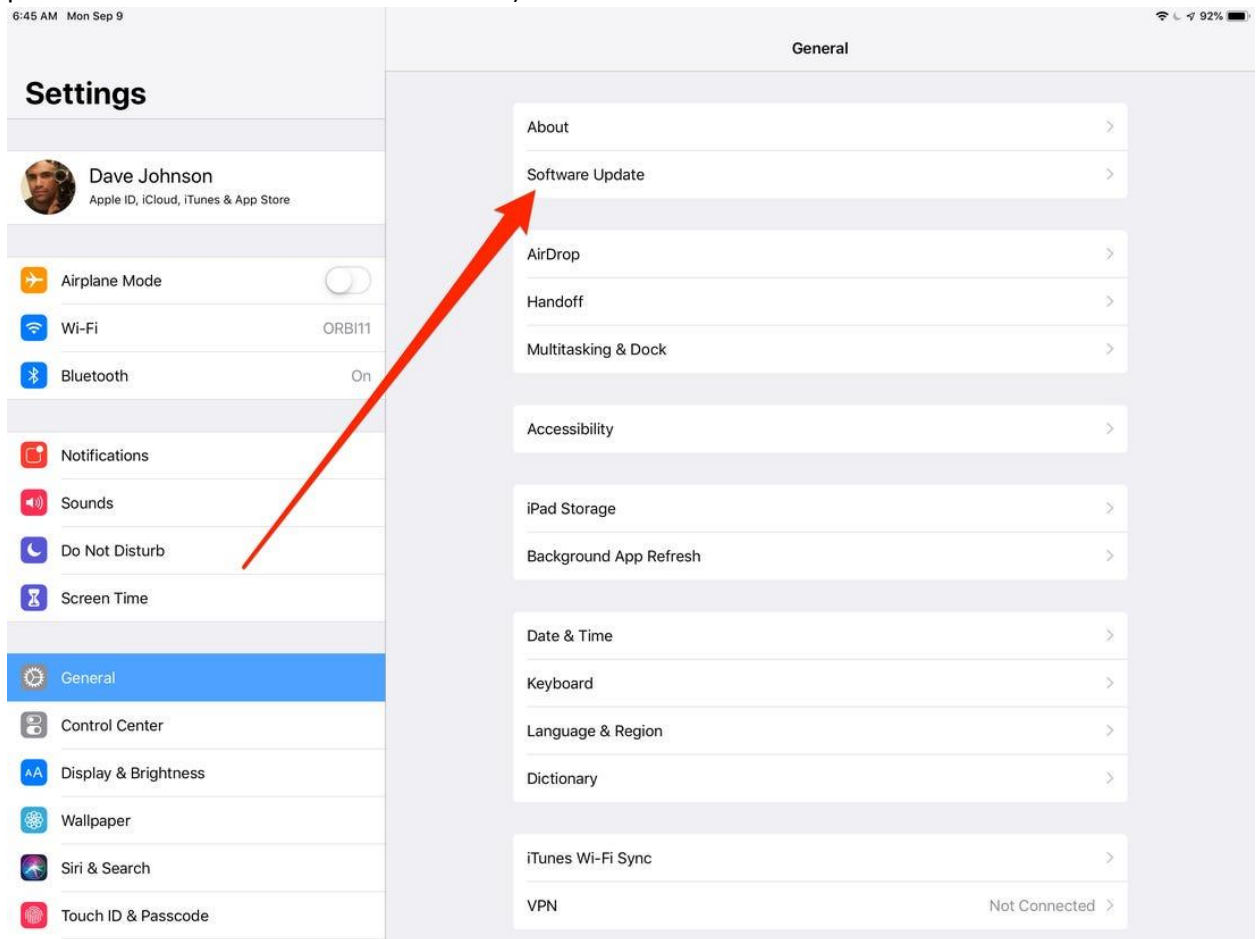 6:45 AM Mon Sep 9
92%
Settings
Dave Johnson
Apple ID, iCloud, iTunes & App Store
Airplane Mode
Wi-Fi ORBI11
Bluetooth On
Notifications
Sounds
Do Not Disturb
Screen Time
General
Control Center
AA Display & Brightness
Wallpaper
Siri & Search
Touch ID & Passcode
General
About
Software Update
AirDrop
Handoff
Multitasking & Dock
Accessibility
iPad Storage
Background App Refresh
Date & Time
Keyboard
Language & Region
Dictionary
iTunes Wi-Fi Sync
VPN Not Connected